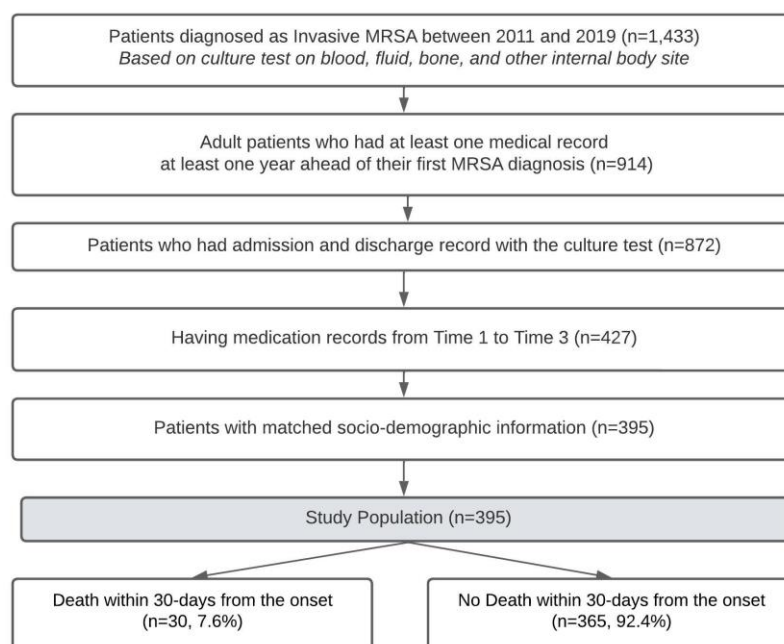 Patients diagnosed as Invasive MRSA between 2011 and 2019 (n=1,433)
Based on culture test on blood, fluid, bone, and other internal body site
Adult patients who had at least one medical record
at least one year ahead of their first MRSA diagnosis (n=914)
Patients who had admission and discharge record with the culture test (n=872)
Having medication records from Time 1 to Time 3 (n=427)
Patients with matched socio-demographic information (n=395)
Study Population (n=395)
Death within 30-days from the onset
(n=30, 7.6%)
No Death within 30-days from the onset
(n=365, 92.4%)